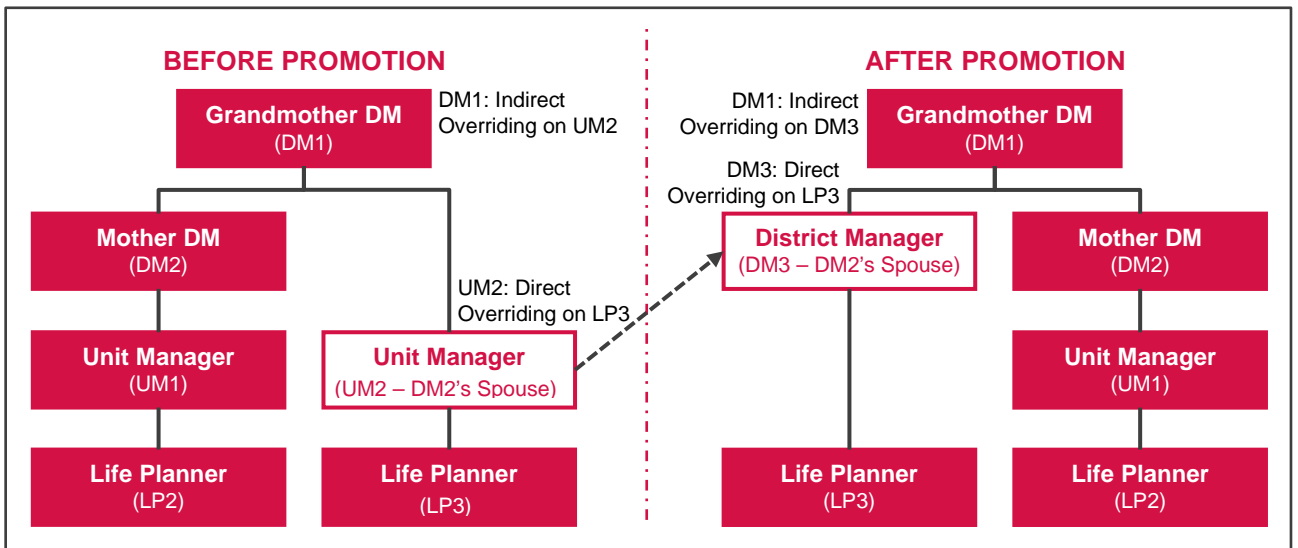 BEFORE PROMOTION
Grandmother DM
(DM1)
DM1: Indirect
Overriding on UM2
Mother DM
(DM2)
UM2: Direct
Overriding on LP3
Unit Manager
(UM1)
Unit Manager
(UM2 – DM2's Spouse)
Life Planner
(LP2)
Life Planner
(LP3)
AFTER PROMOTION
DM1: Indirect
Overriding on DM3
Grandmother DM
(DM1)
DM3: Direct
Overriding on LP3
District Manager
(DM3 – DM2's Spouse)
Mother DM
(DM2)
Unit Manager
(UM1)
Life Planner
(LP3)
Life Planner
(LP2)